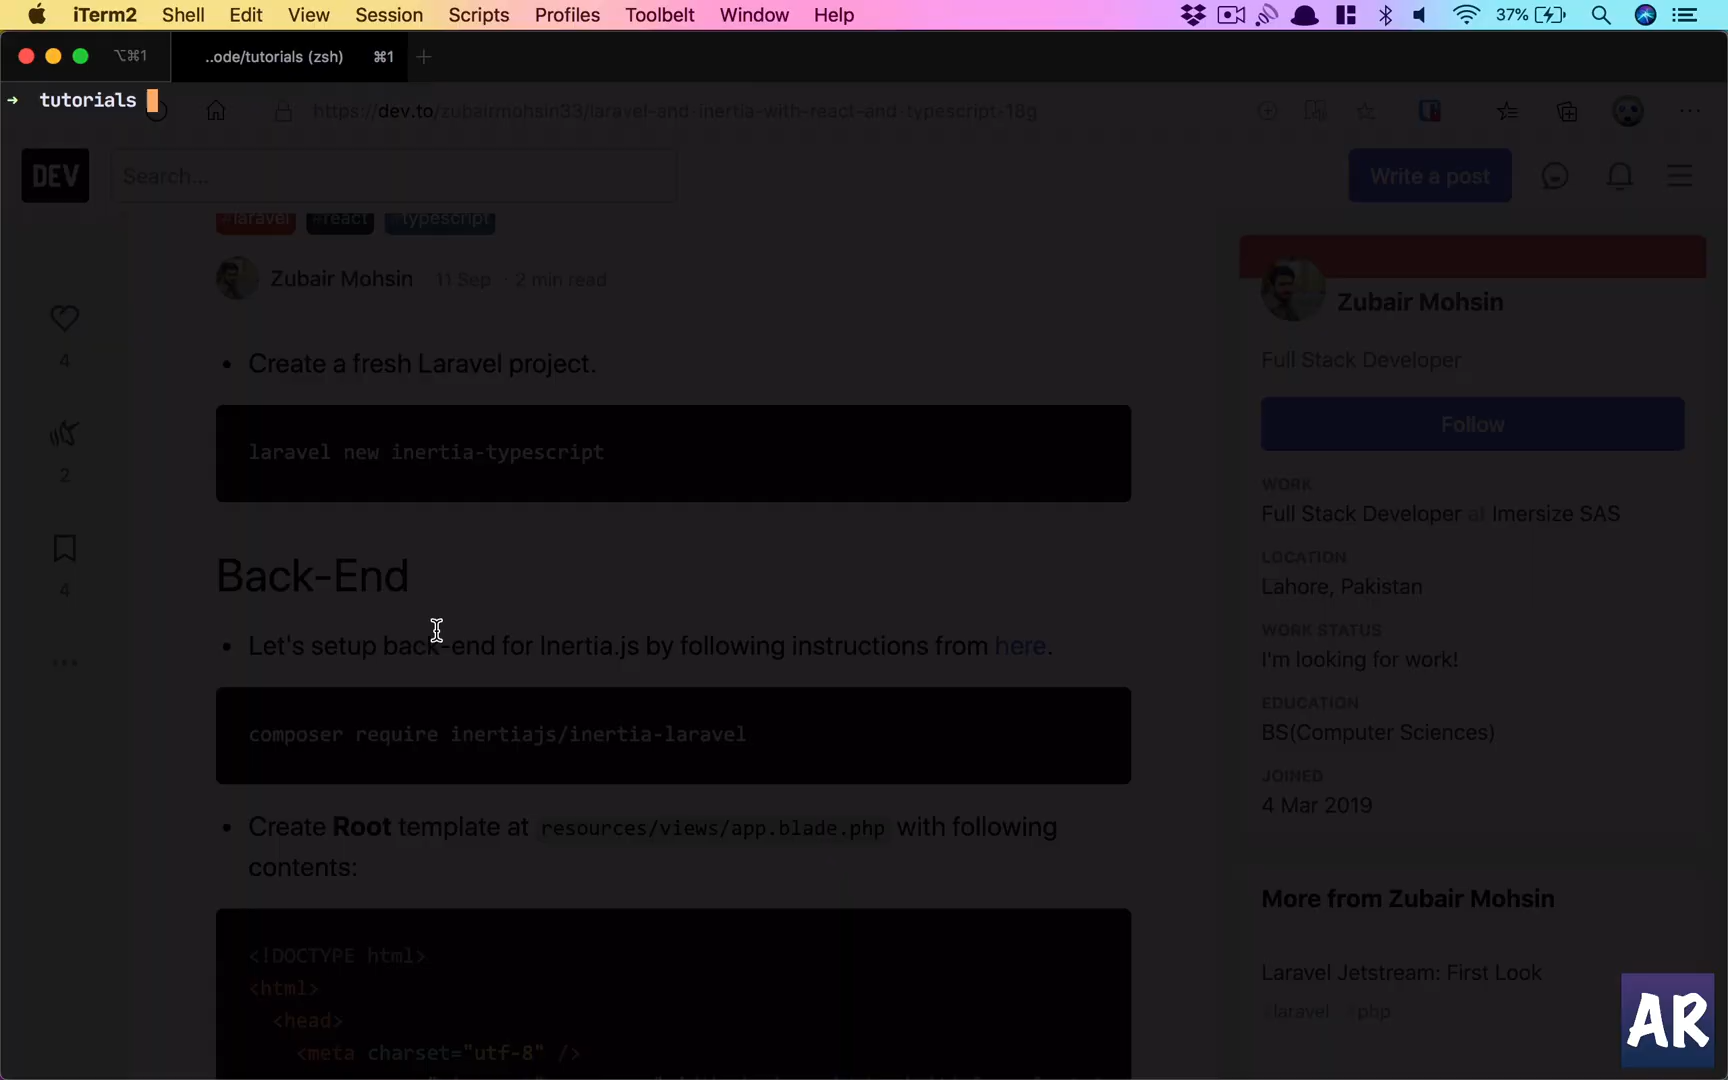 iTerm2 Shell Edit View Session Scripts Profiles Toolbelt Window Help 37%
⌥⌘1 ..ode/tutorials (zsh) ⌘1 +
→ tutorials
https://dev.to/zubairmohsin33/laravel-and-inertia-with-react-and-typescript-18g
DEV Search... Write a post
#laravel #react #typescript
Zubair Mohsin 11 Sep · 2 min read
4
2
4
• Create a fresh Laravel project.
laravel new inertia-typescript
Back-End
• Let's setup back-end for Inertia.js by following instructions from here.
composer require inertiajs/inertia-laravel
• Create Root template at resources/views/app.blade.php with following
contents:
<!DOCTYPE html>
<html>
<head>
<meta charset="utf-8" />
Zubair Mohsin
Full Stack Developer
Follow
WORK
Full Stack Developer at Imersize SAS
LOCATION
Lahore, Pakistan
WORK STATUS
I'm looking for work!
EDUCATION
BS(Computer Sciences)
JOINED
4 Mar 2019
More from Zubair Mohsin
Laravel Jetstream: First Look
#laravel #php
AR